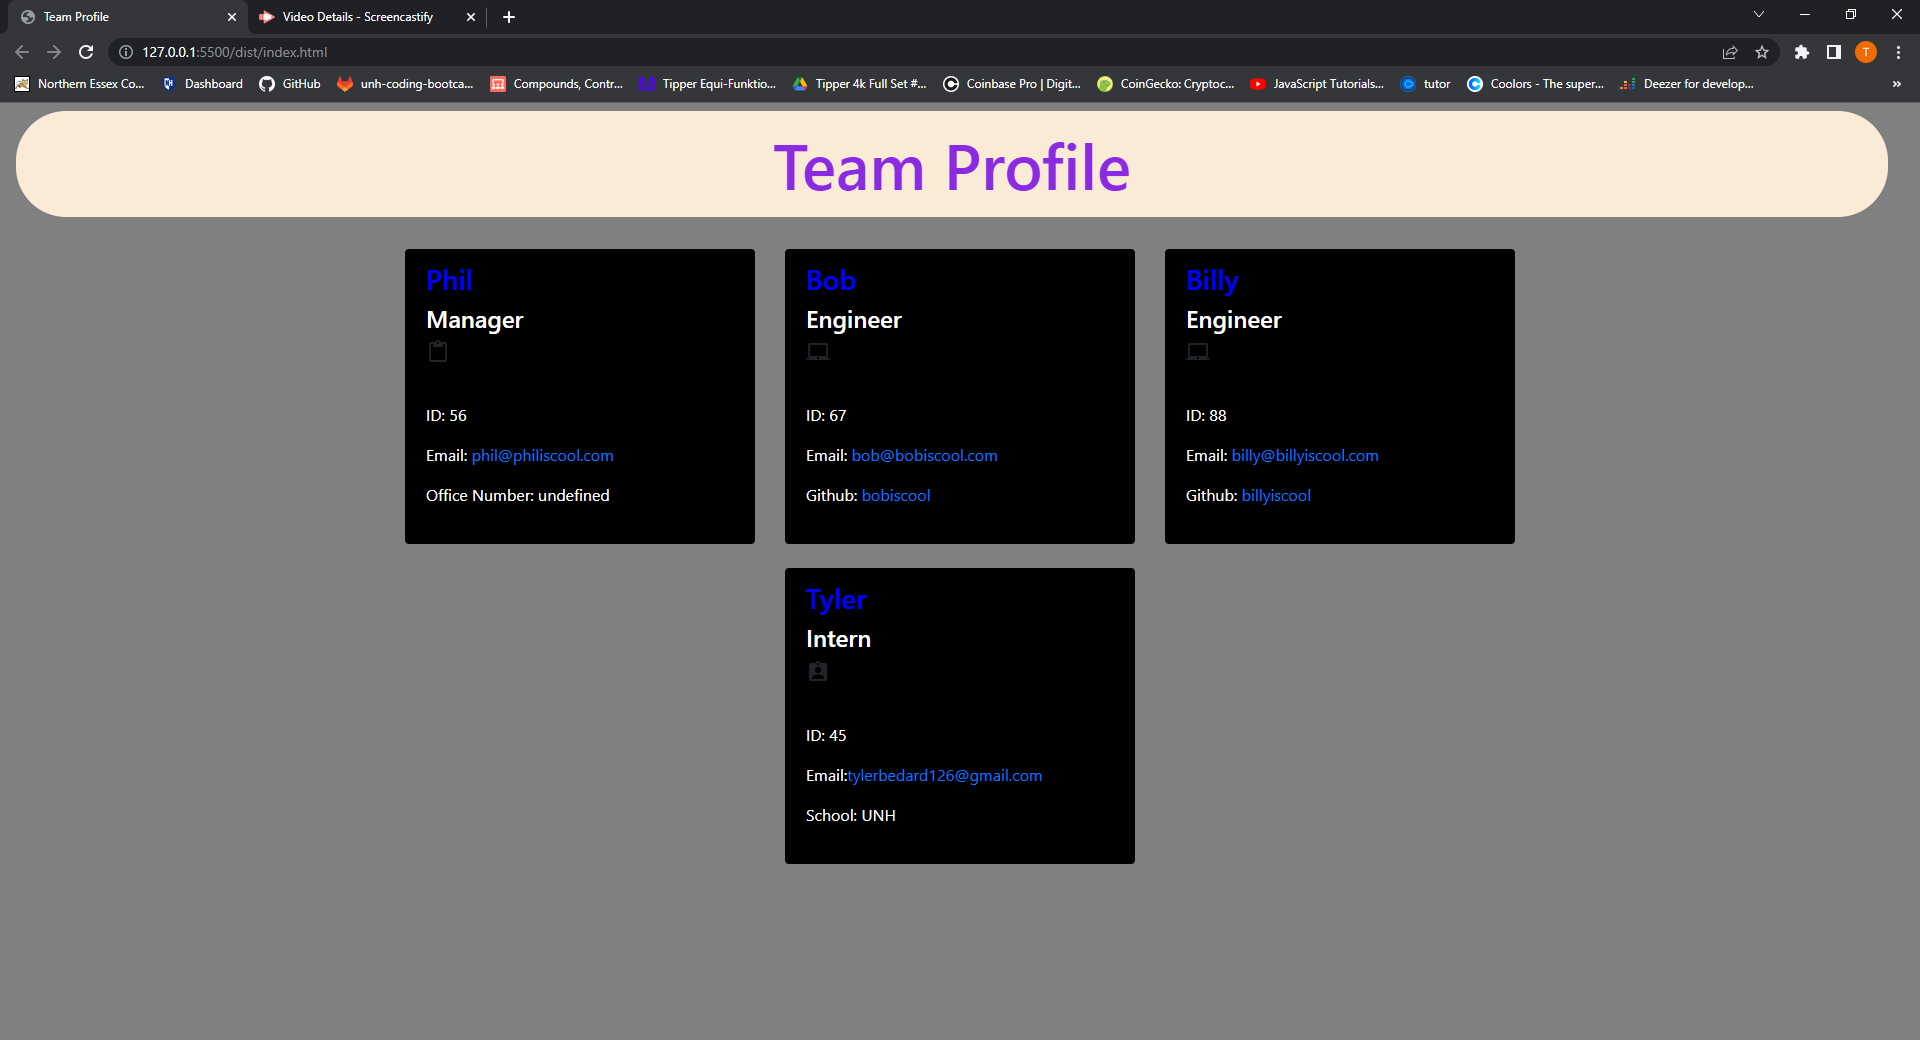 Team Profile
Video Details - Screencastify
127.0.0.1:5500/dist/index.html
T
Northern Essex Co...
Dashboard
GitHub
unh-coding-bootca...
Compounds, Contr...
Tipper Equi-Funktio...
Tipper 4k Full Set #...
Coinbase Pro | Digit...
CoinGecko: Cryptoc...
JavaScript Tutorials...
tutor
Coolors - The super...
Deezer for develop...
»
Team Profile
Phil
Manager
ID: 56
Email: phil@philiscool.com
Office Number: undefined
Bob
Engineer
ID: 67
Email: bob@bobiscool.com
Github: bobiscool
Billy
Engineer
ID: 88
Email: billy@billyiscool.com
Github: billyiscool
Tyler
Intern
ID: 45
Email:tylerbedard126@gmail.com
School: UNH